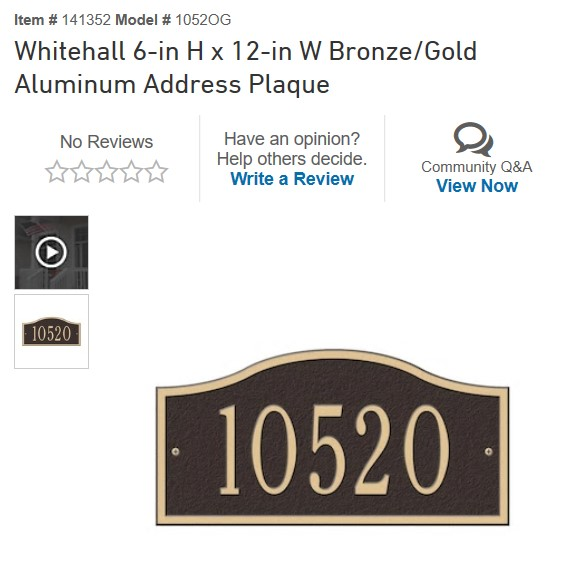 Item # 141352 Model # 1052OG
Whitehall 6-in H x 12-in W Bronze/Gold
Aluminum Address Plaque
No Reviews
Have an opinion?
Help others decide.
Write a Review
Community Q&A
View Now
10520
10520